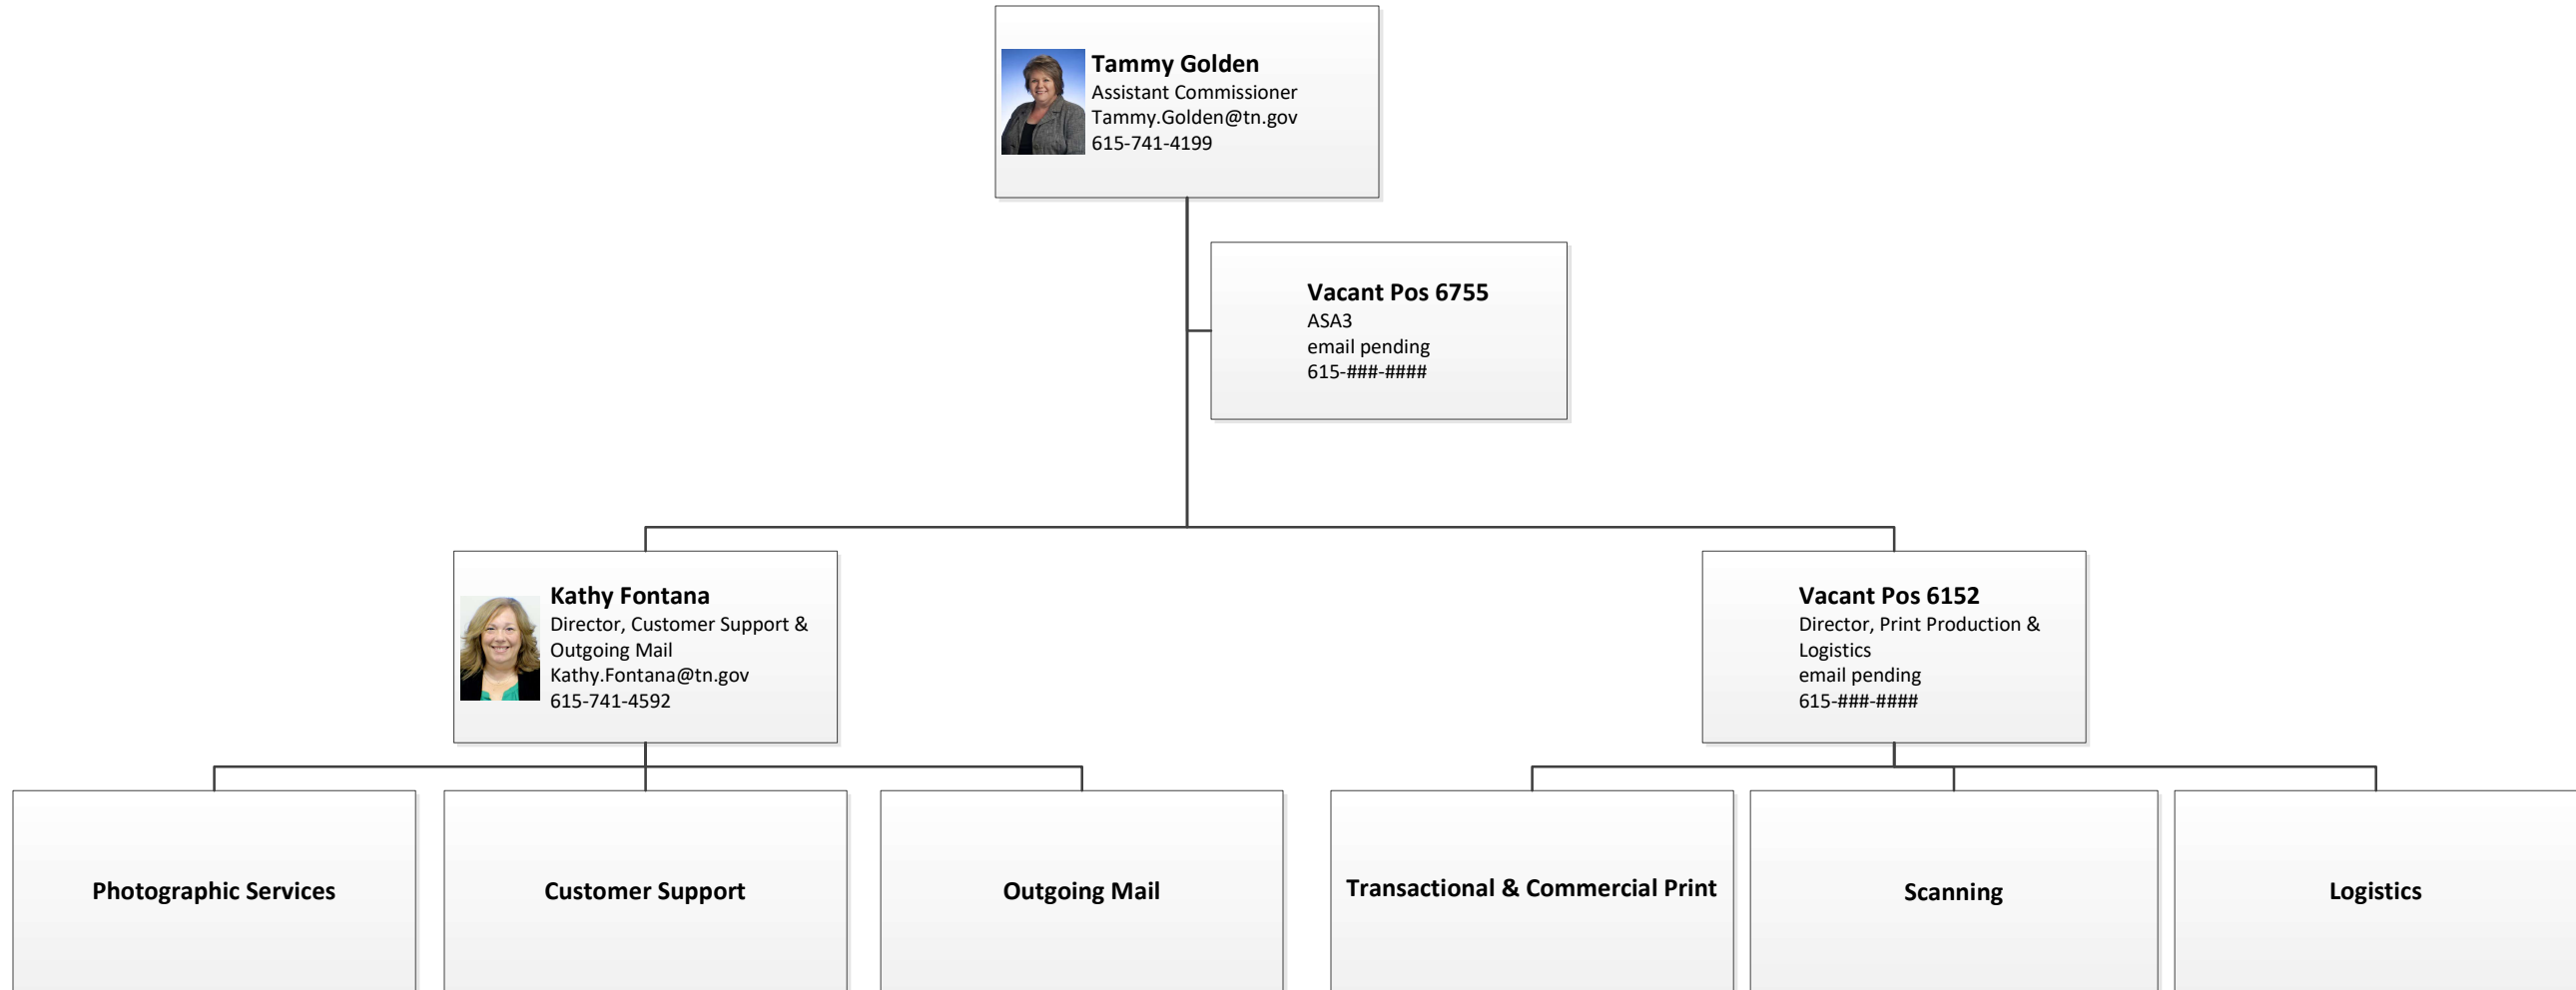 Tammy Golden
Assistant Commissioner
Tammy.Golden@tn.gov
615-741-4199
Vacant Pos 6755
ASA3
email pending
615-###-####
Kathy Fontana
Director, Customer Support &
Outgoing Mail
Kathy.Fontana@tn.gov
615-741-4592
Vacant Pos 6152
Director, Print Production &
Logistics
email pending
615-###-####
Photographic Services
Customer Support
Outgoing Mail
Transactional & Commercial Print
Scanning
Logistics